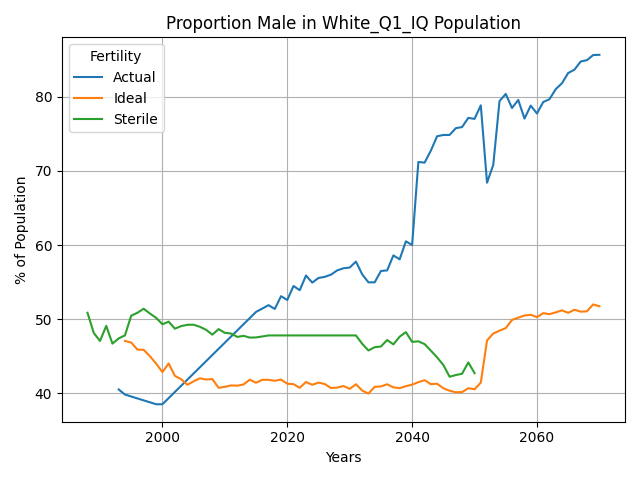 Proportion Male in White_Q1_IQ Population
Fertility
Actual
Ideal
Sterile
% of Population
80
70
60
50
40
2000 2020 2040 2060
Years